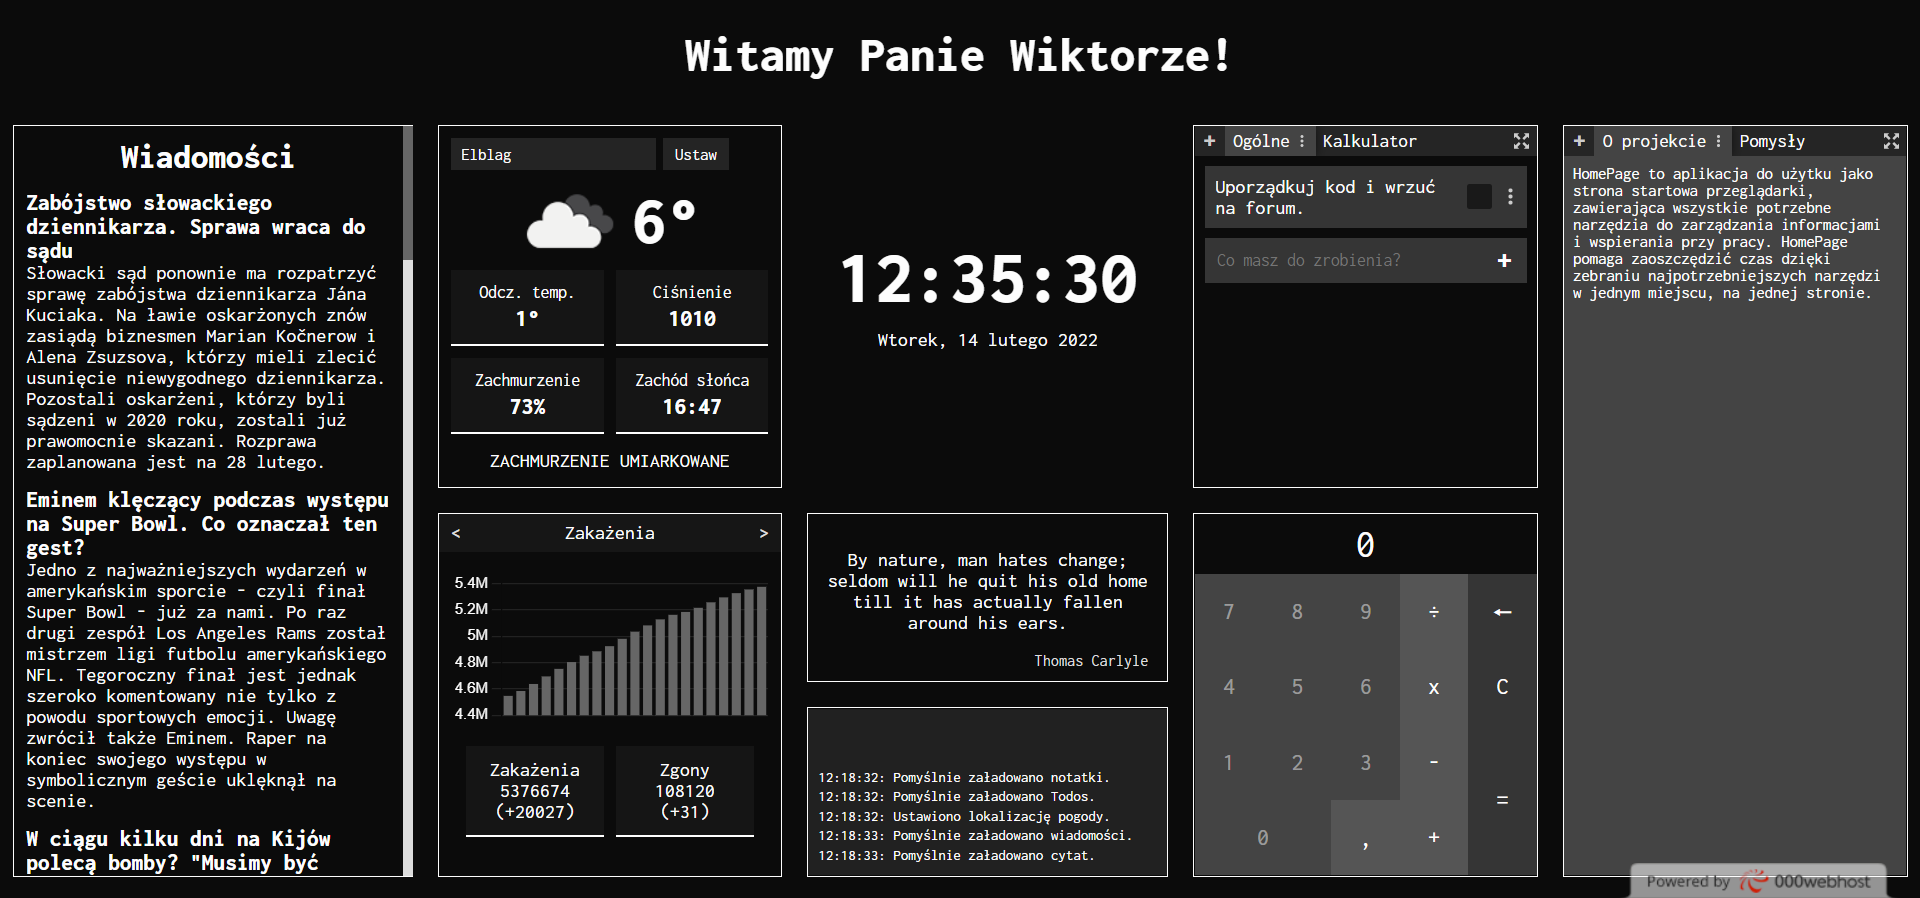 Witamy Panie Wiktorze!
Wiadomości
Zabójstwo słowackiego
dziennikarza. Sprawa wraca do
sądu
Słowacki sąd ponownie ma rozpatrzyć
sprawę zabójstwa dziennikarza Jána
Kuciaka. Na ławie oskarżonych znów
zasiądą biznesmen Marian Kočnerow i
Alena Zsuzsova, którzy mieli zlecić
usunięcie niewygodnego dziennikarza.
Pozostali oskarżeni, którzy byli
sądzeni w 2020 roku, zostali już
prawomocnie skazani. Rozprawa
zaplanowana jest na 28 lutego.
Eminem klęczący podczas występu
na Super Bowl. Co oznaczał ten
gest?
Jedno z najważniejszych wydarzeń w
amerykańskim sporcie - czyli finał
Super Bowl - już za nami. Po raz
drugi zespół Los Angeles Rams został
mistrzem ligi futbolu amerykańskiego
NFL. Tegoroczny finał jest jednak
szeroko komentowany nie tylko z
powodu sportowych emocji. Uwagę
zwrócił także Eminem. Raper na
koniec swojego występu w
symbolicznym geście uklęknął na
scenie.
W ciągu kilku dni na Kijów
polecą bomby? "Musimy być
Elblag Ustaw
6°
Odcz. temp.
1°
Ciśnienie
1010
Zachmurzenie
73%
Zachód słońca
16:47
ZACHMURZENIE UMIARKOWANE
< Zakażenia >
5.4M
5.2M
5M
4.8M
4.6M
4.4M
Zakażenia
5376674
(+20027)
Zgony
108120
(+31)
12:35:30
Wtorek, 14 lutego 2022
By nature, man hates change;
seldom will he quit his old home
till it has actually fallen
around his ears.
Thomas Carlyle
12:18:32: Pomyślnie załadowano notatki.
12:18:32: Pomyślnie załadowano Todos.
12:18:32: Ustawiono lokalizację pogody.
12:18:33: Pomyślnie załadowano wiadomości.
12:18:33: Pomyślnie załadowano cytat.
+ Ogólne ⋮ Kalkulator
Uporządkuj kod i wrzuć
na forum.
Co masz do zrobienia? +
0
7 8 9 ÷ ←
4 5 6 x C
1 2 3 -
=
0 , +
+ O projekcie ⋮ Pomysły
HomePage to aplikacja do użytku jako
strona startowa przeglądarki,
zawierająca wszystkie potrzebne
narzędzia do zarządzania informacjami
i wspierania przy pracy. HomePage
pomaga zaoszczędzić czas dzięki
zebraniu najpotrzebniejszych narzędzi
w jednym miejscu, na jednej stronie.
Powered by 000webhost